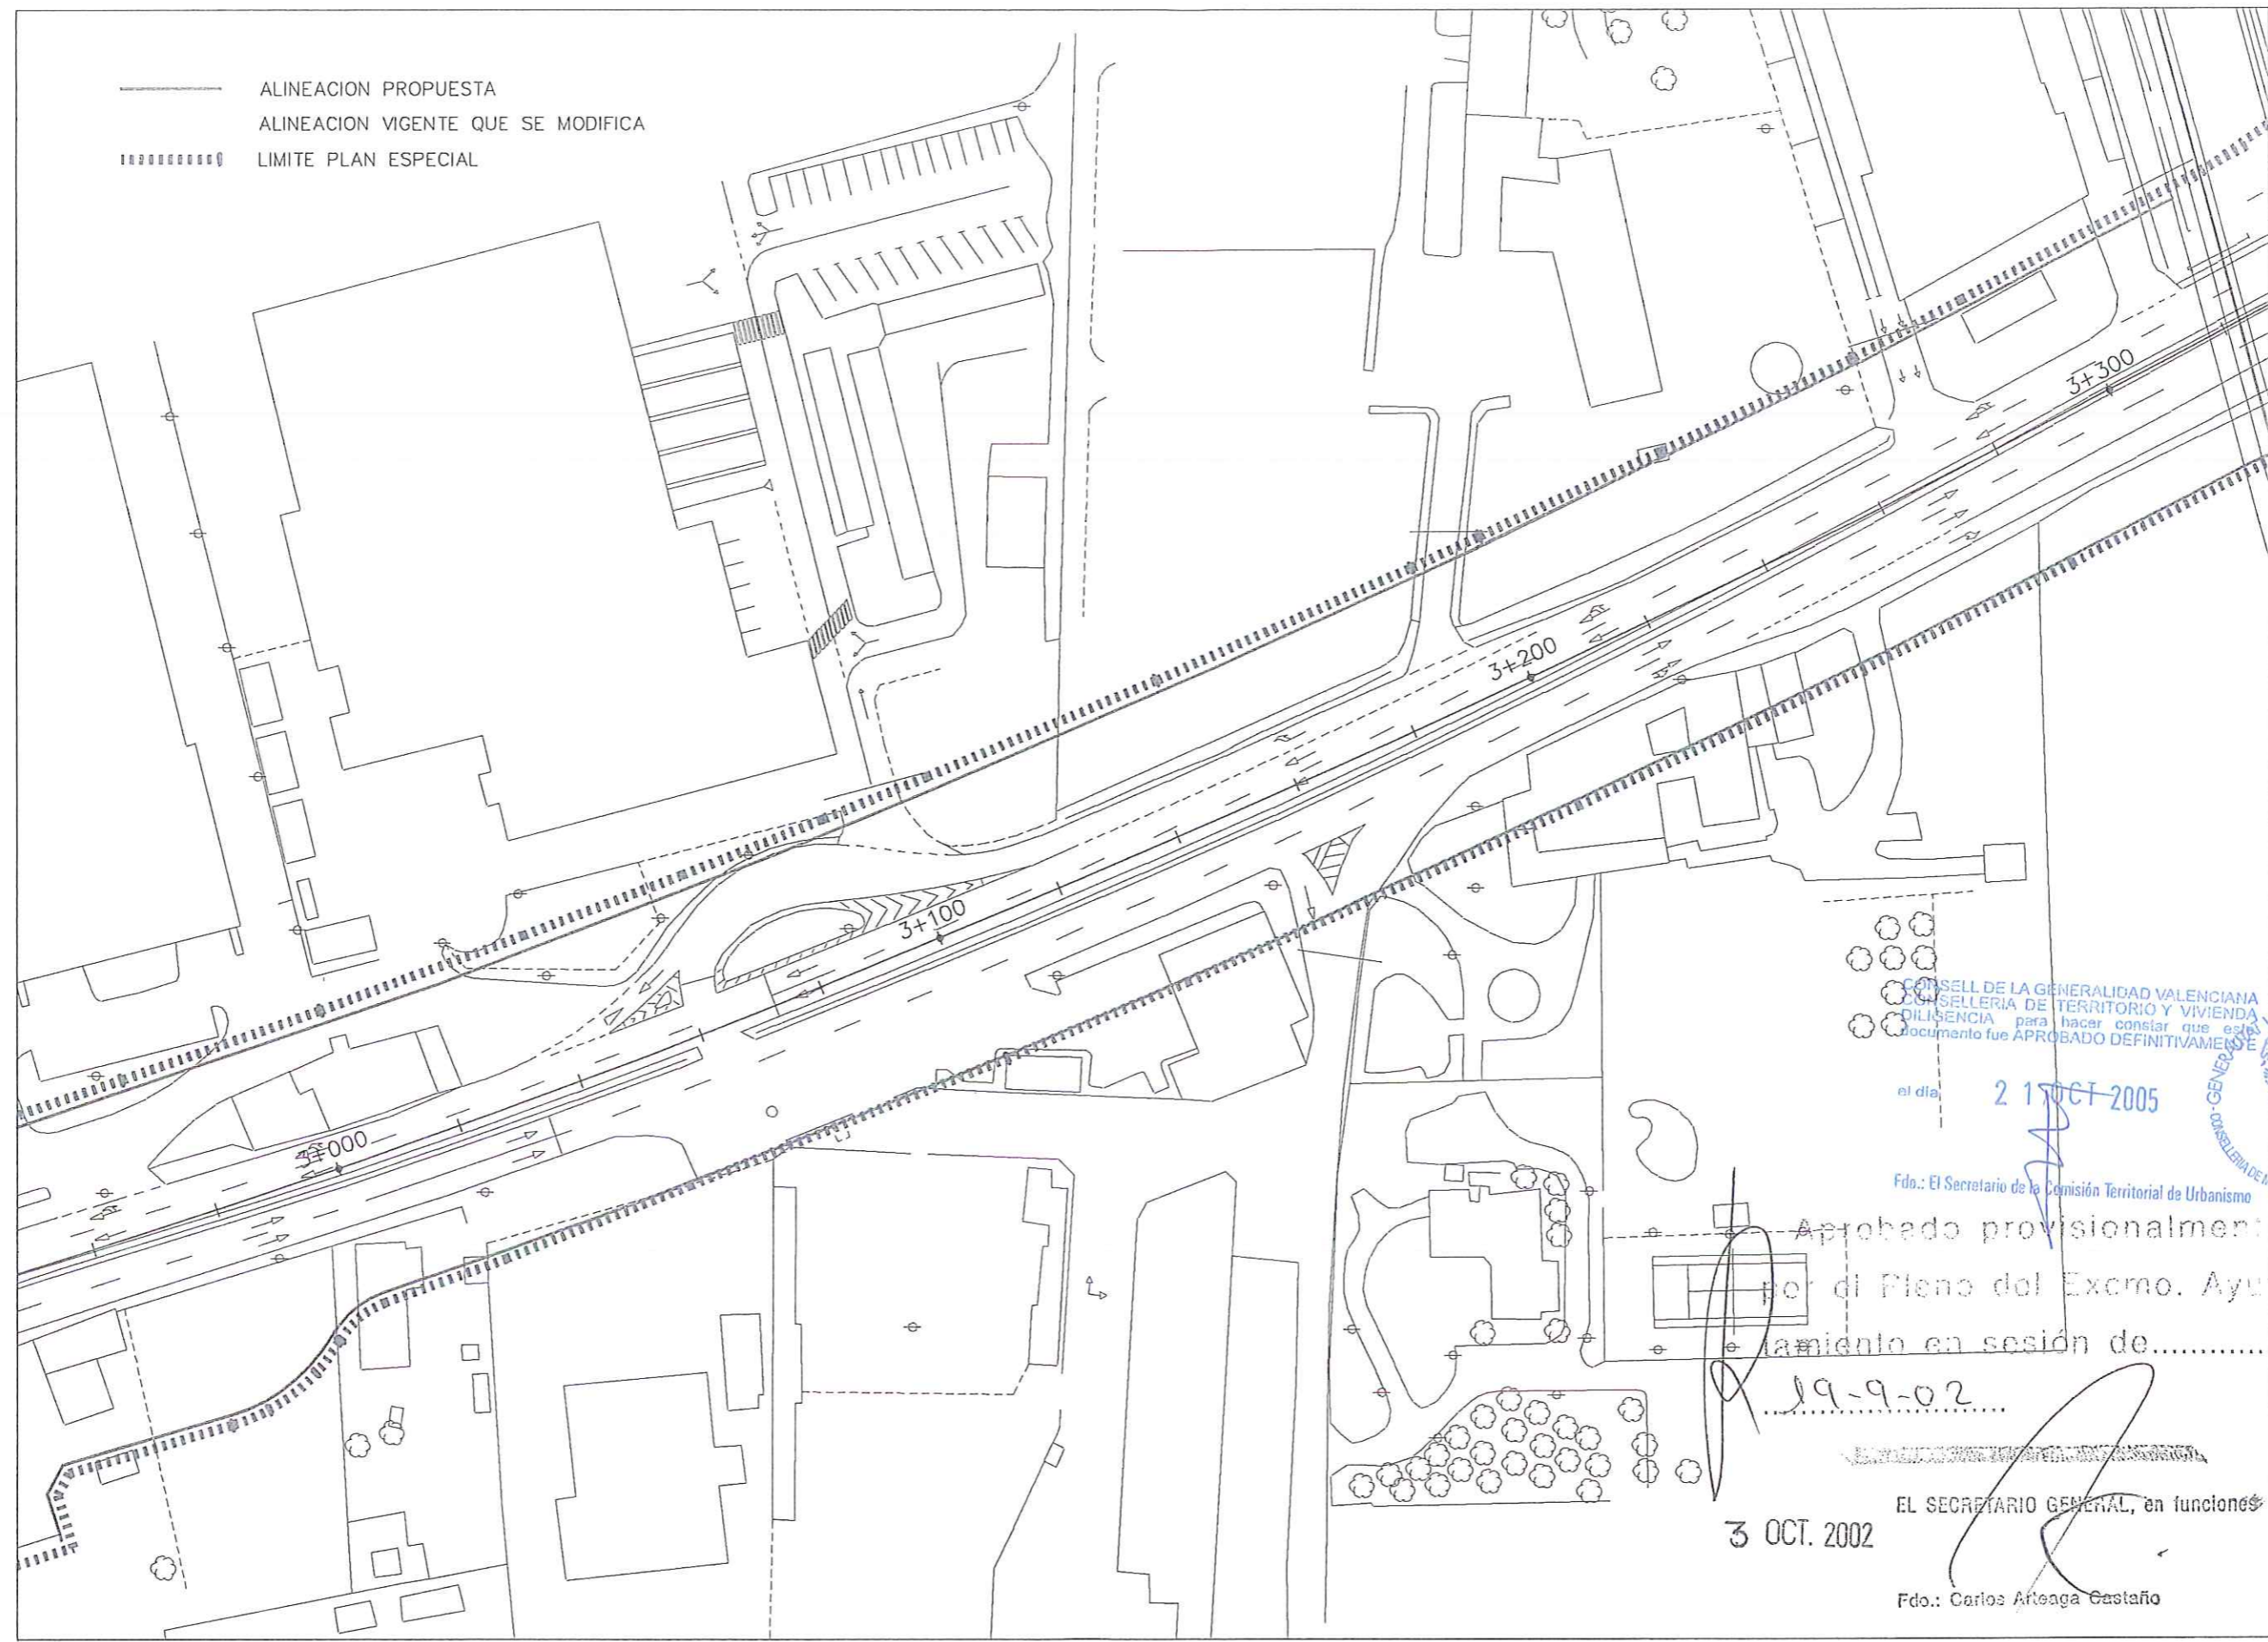 ALINEACION PROPUESTA
ALINEACION VIGENTE QUE SE MODIFICA
LIMITE PLAN ESPECIAL
3+300
3+200
3+100
3+000
CONSELL DE LA GENERALIDAD VALENCIANA
CONSELLERIA DE TERRITORIO Y VIVIENDA
DILIGENCIA para hacer constar que este
documento fue APROBADO DEFINITIVAMENTE
el dia 21 OCT 2005
Fdo.: El Secretario de la Comisión Territorial de Urbanismo
Aprobado provisionalmen
por el Pleno del Excmo. Ayu
tamiento en sesión de............
19-9-02
EL SECRETARIO GENERAL, en funciones
3 OCT. 2002
Fdo.: Carlos Arteaga Castaño